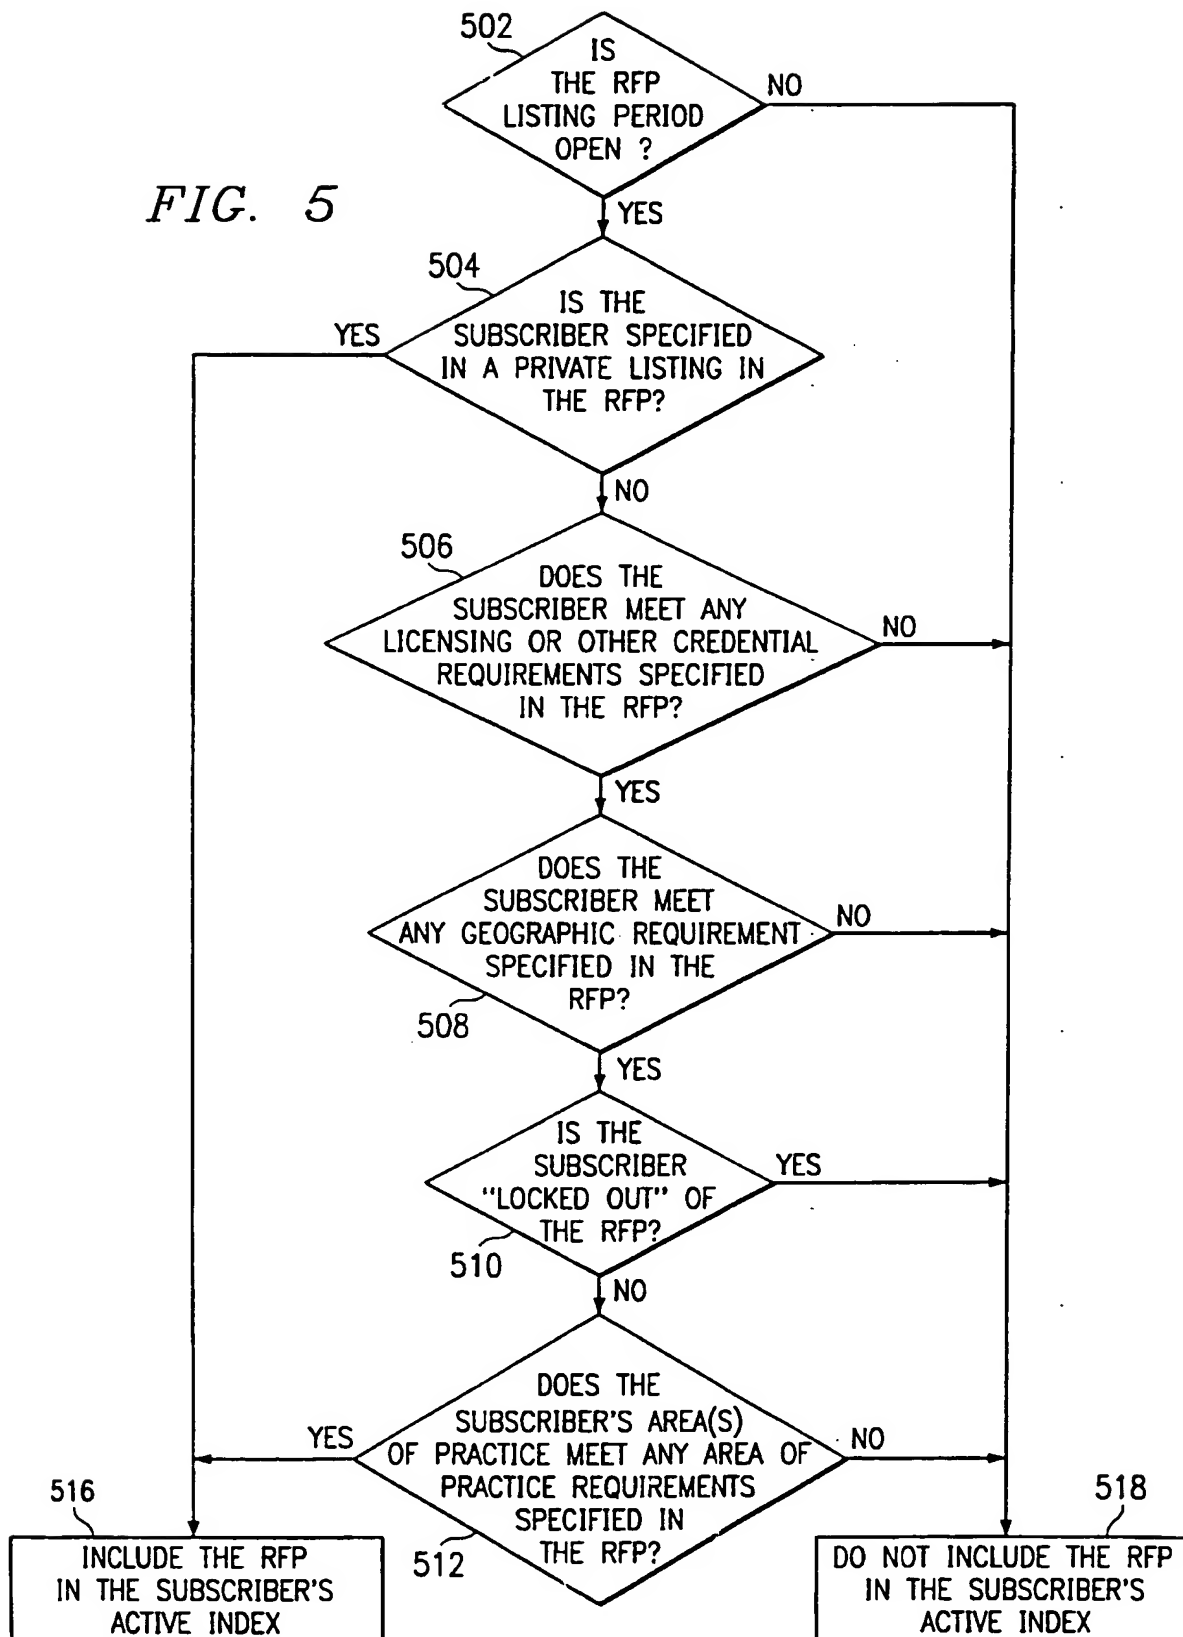 502
IS
THE RFP
LISTING PERIOD
OPEN ?
NO
FIG. 5
YES
504
IS THE
SUBSCRIBER SPECIFIED
IN A PRIVATE LISTING IN
THE RFP?
YES
NO
506
DOES THE
SUBSCRIBER MEET ANY
LICENSING OR OTHER CREDENTIAL
REQUIREMENTS SPECIFIED
IN THE RFP?
NO
YES
DOES THE
SUBSCRIBER MEET
ANY GEOGRAPHIC REQUIREMENT
SPECIFIED IN THE
RFP?
NO
508
YES
IS THE
SUBSCRIBER
"LOCKED OUT" OF
THE RFP?
YES
510
NO
DOES THE
SUBSCRIBER'S AREA(S)
OF PRACTICE MEET ANY AREA OF
PRACTICE REQUIREMENTS
SPECIFIED IN
THE RFP?
YES
NO
512
516
INCLUDE THE RFP
IN THE SUBSCRIBER'S
ACTIVE INDEX
518
DO NOT INCLUDE THE RFP
IN THE SUBSCRIBER'S
ACTIVE INDEX